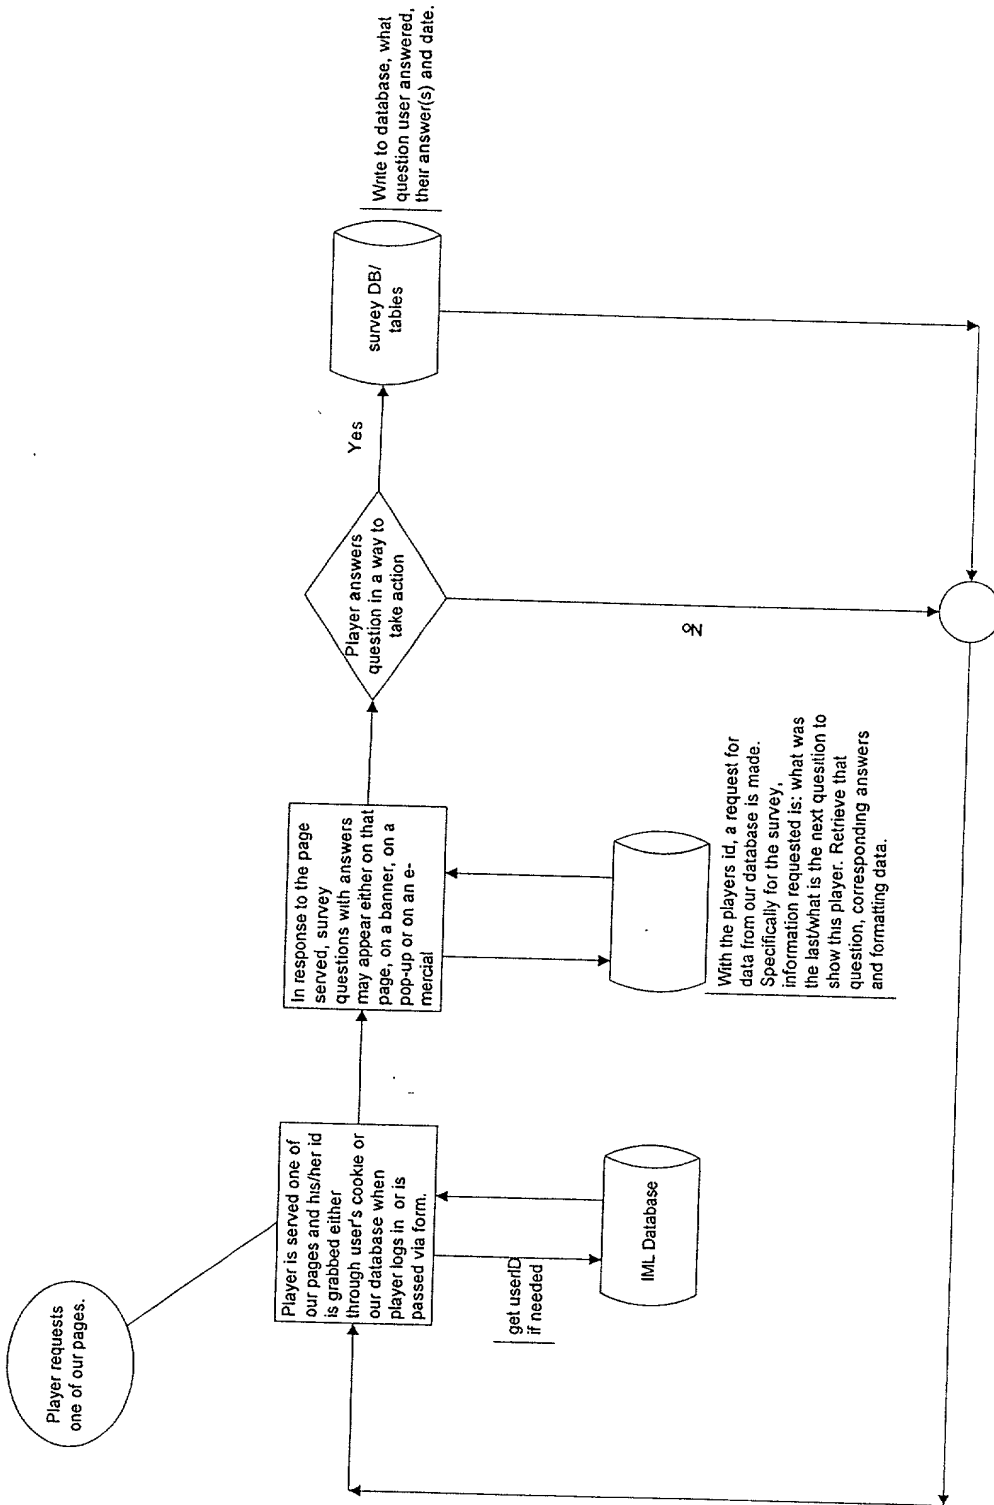 Player requests
one of our pages.
Player is served one of
our pages and his/her id
is grabbed either
through user's cookie or
our database when
player logs in or is
passed via form.
get userID
if needed
IML Database
In response to the page
served, survey
questions with answers
may appear either on that
page, on a banner, on a
pop-up or on an e-
mercial
With the players id, a request for
data from our database is made.
Specifically for the survey,
information requested is: what was
the last/what is the next question to
show this player. Retrieve that
question, corresponding answers
and formatting data.
Player answers
question in a way to
take action
Yes
No
survey DB/
tables
Write to database, what
question user answered,
their answer(s) and date.